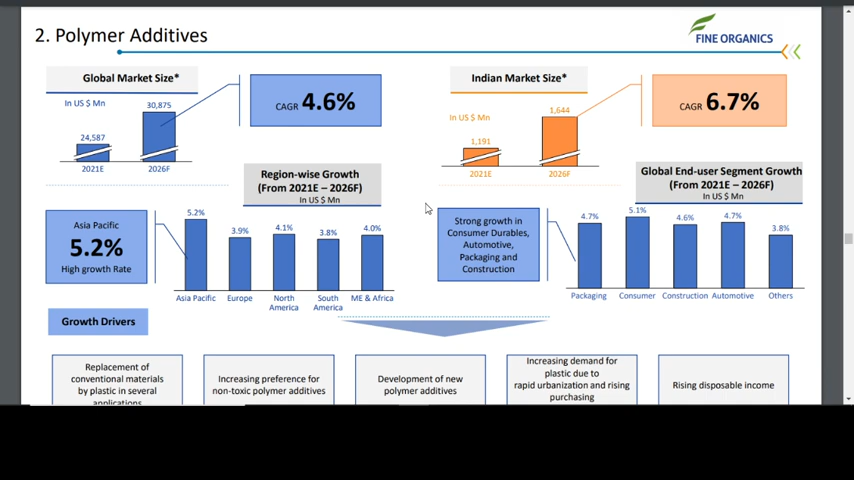 2. Polymer Additives
FINE ORGANICS
Global Market Size*
In US $ Mn
30,875
24,587
2021E
2026F
CAGR 4.6%
Indian Market Size*
In US $ Mn
1,644
1,191
2021E
2026F
CAGR 6.7%
Region-wise Growth
(From 2021E – 2026F)
In US $ Mn
Asia Pacific
5.2%
High growth Rate
5.2%
3.9%
4.1%
3.8%
4.0%
Asia Pacific
Europe
North
America
South
America
ME & Africa
Global End-user Segment Growth
(From 2021E – 2026F)
In US $ Mn
Strong growth in
Consumer Durables,
Automotive,
Packaging and
Construction
4.7%
5.1%
4.6%
4.7%
3.8%
Packaging
Consumer
Construction
Automotive
Others
Growth Drivers
Replacement of
conventional materials
by plastic in several
applications
Increasing preference for
non-toxic polymer additives
Development of new
polymer additives
Increasing demand for
plastic due to
rapid urbanization and rising
purchasing
Rising disposable income